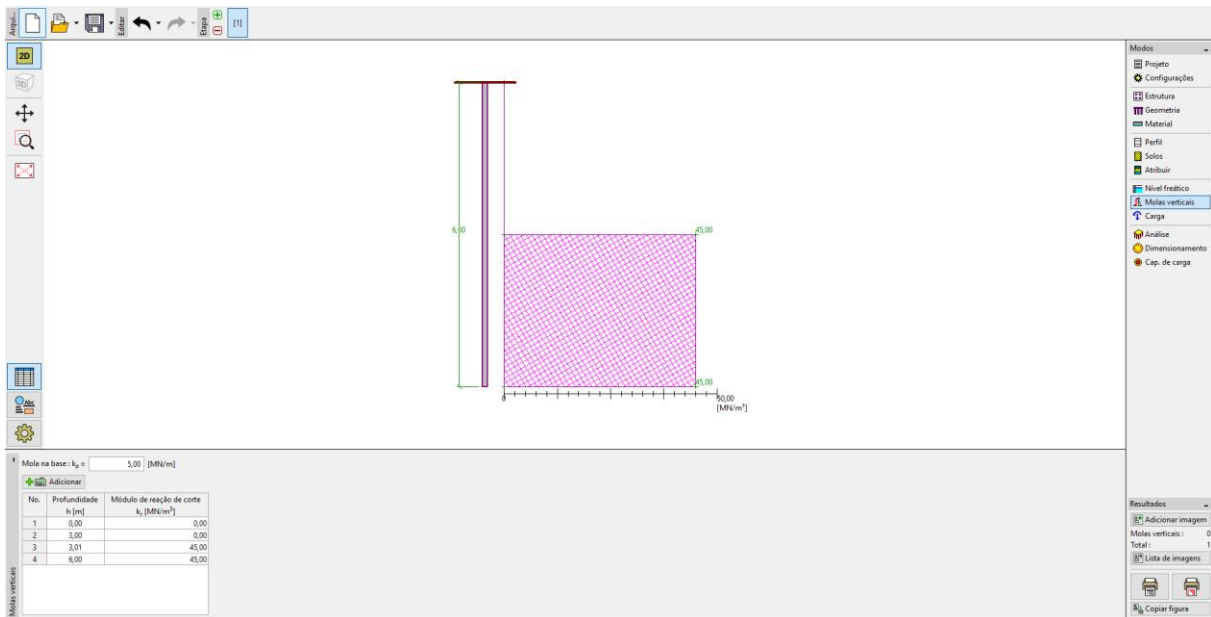 Arqui...
Editar
Etapa
[1]
2D
3D
6,00
45,00
45,00
0
50,00
[MN/m³]
Modos
Projeto
Configurações
Estrutura
Geometria
Material
Perfil
Solos
Atribuir
Nível freático
Molas verticais
Carga
Análise
Dimensionamento
Cap. de carga
Mola na base : kp = 5,00 [MN/m]
Adicionar
No. Profundidade Módulo de reação de corte
h [m] kv [MN/m³]
1 0,00 0,00
2 3,00 0,00
3 3,01 45,00
4 6,00 45,00
Molas verticais
Resultados
Adicionar imagem
Molas verticais : 0
Total : 1
Lista de imagens
Copiar figura